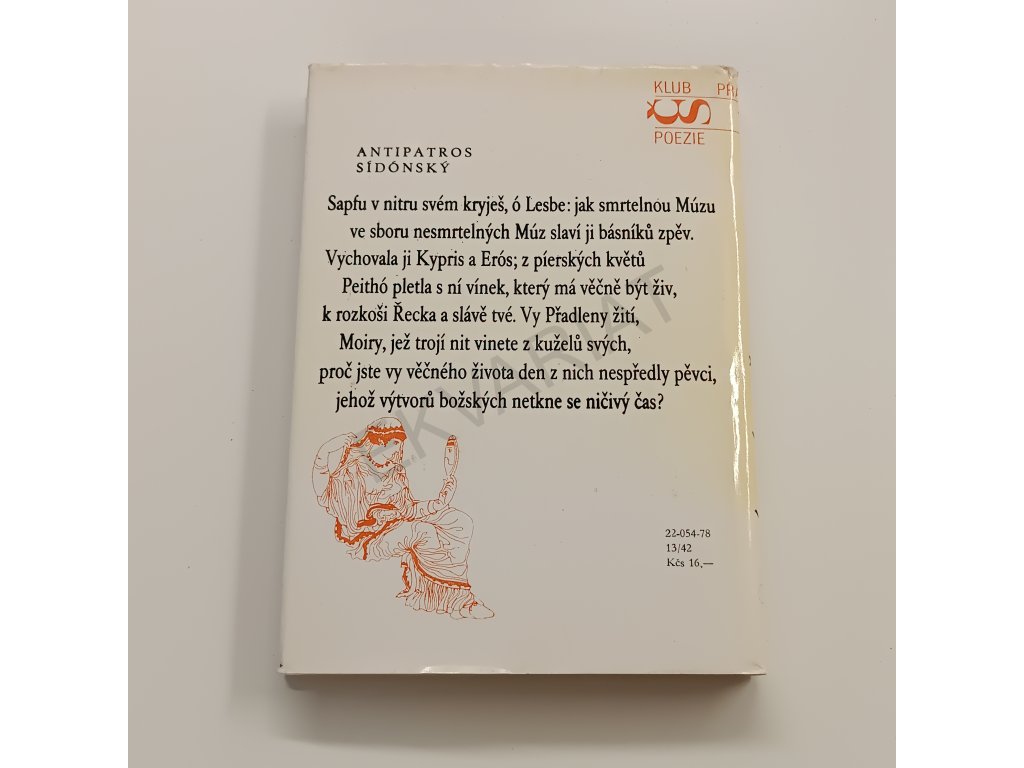 KLUB PŘÁ
ČS
POEZIE
ANTIPATROS
SÍDÓNSKÝ
Sapfu v nitru svém kryješ, ó Lesbe: jak smrtelnou Múzu
ve sboru nesmrtelných Múz slaví ji básníků zpěv.
Vychovala ji Kypris a Erós; z píerských květů
Peithó pletla s ní vínek, který má věčně být živ,
k rozkoši Řecka a slávě tvé. Vy Přadleny žití,
Moiry, jež trojí nit vinete z kuželů svých,
proč jste vy věčného života den z nich nespředly pěvci,
jehož výtvorů božských netkne se ničivý čas?
EKVARIAT
22-054-78
13/42
Kčs 16,—